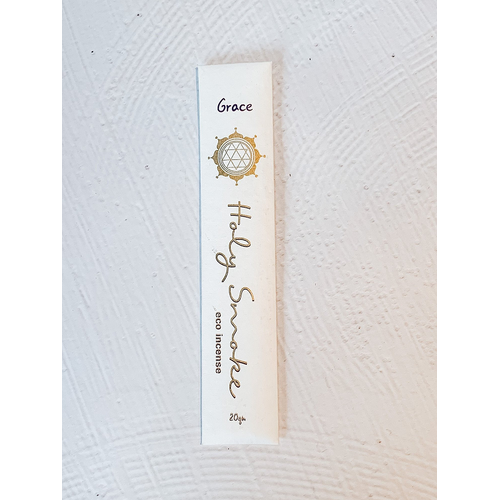 Grace
Holy Smoke
eco incense
20gm